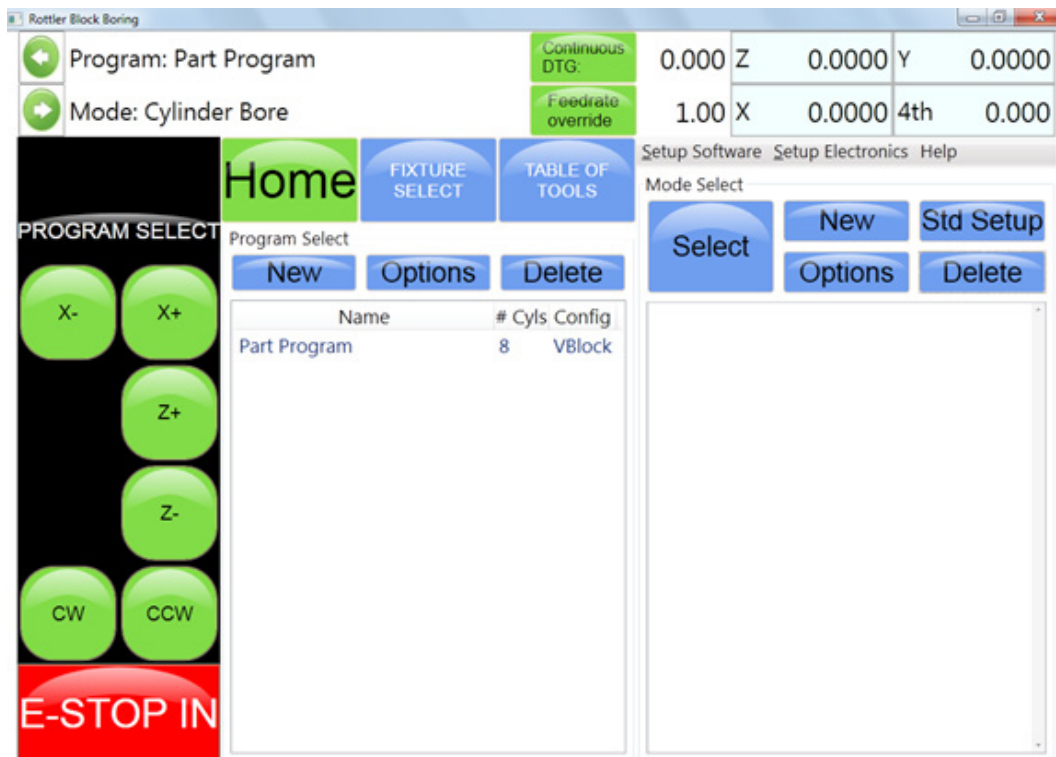 Rottler Block Boring
Program: Part Program
Continuous DTG:
0.000 Z 0.0000 Y 0.0000
Mode: Cylinder Bore
Feedrate override
1.00 X 0.0000 4th 0.000
PROGRAM SELECT
X- X+
Z+
Z-
CW CCW
E-STOP IN
Home
FIXTURE SELECT
TABLE OF TOOLS
Program Select
New Options Delete
Name # Cyls Config
Part Program 8 VBlock
Setup Software Setup Electronics Help
Mode Select
Select
New Std Setup
Options Delete